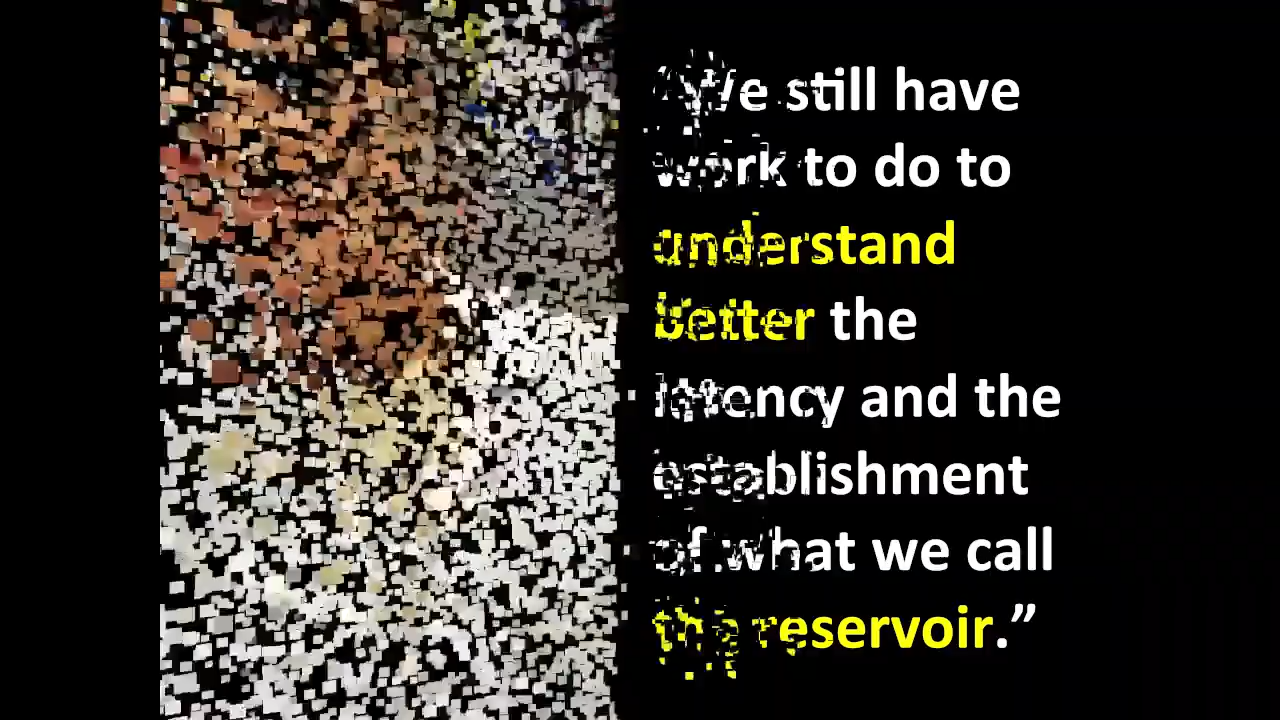 “We still have
work to do to
understand
better the
latency and the
establishment
of what we call
the reservoir.”